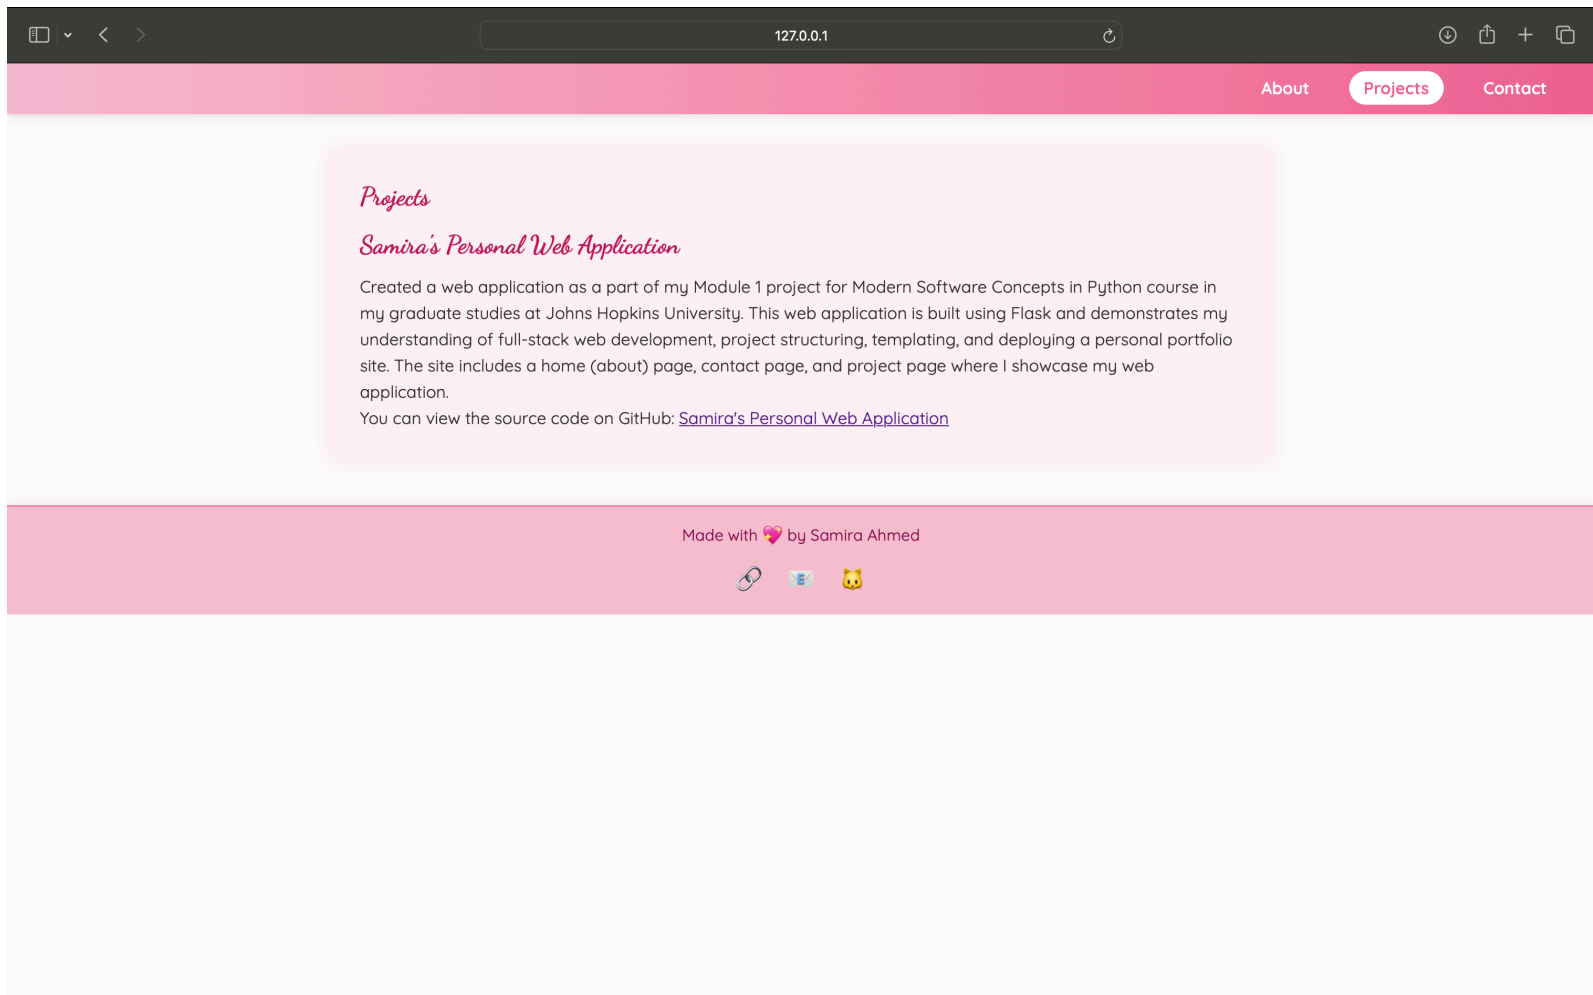 127.0.0.1
About Projects Contact
Projects
Samira's Personal Web Application
Created a web application as a part of my Module 1 project for Modern Software Concepts in Python course in
my graduate studies at Johns Hopkins University. This web application is built using Flask and demonstrates my
understanding of full-stack web development, project structuring, templating, and deploying a personal portfolio
site. The site includes a home (about) page, contact page, and project page where I showcase my web
application.
You can view the source code on GitHub: Samira's Personal Web Application
Made with 💖 by Samira Ahmed